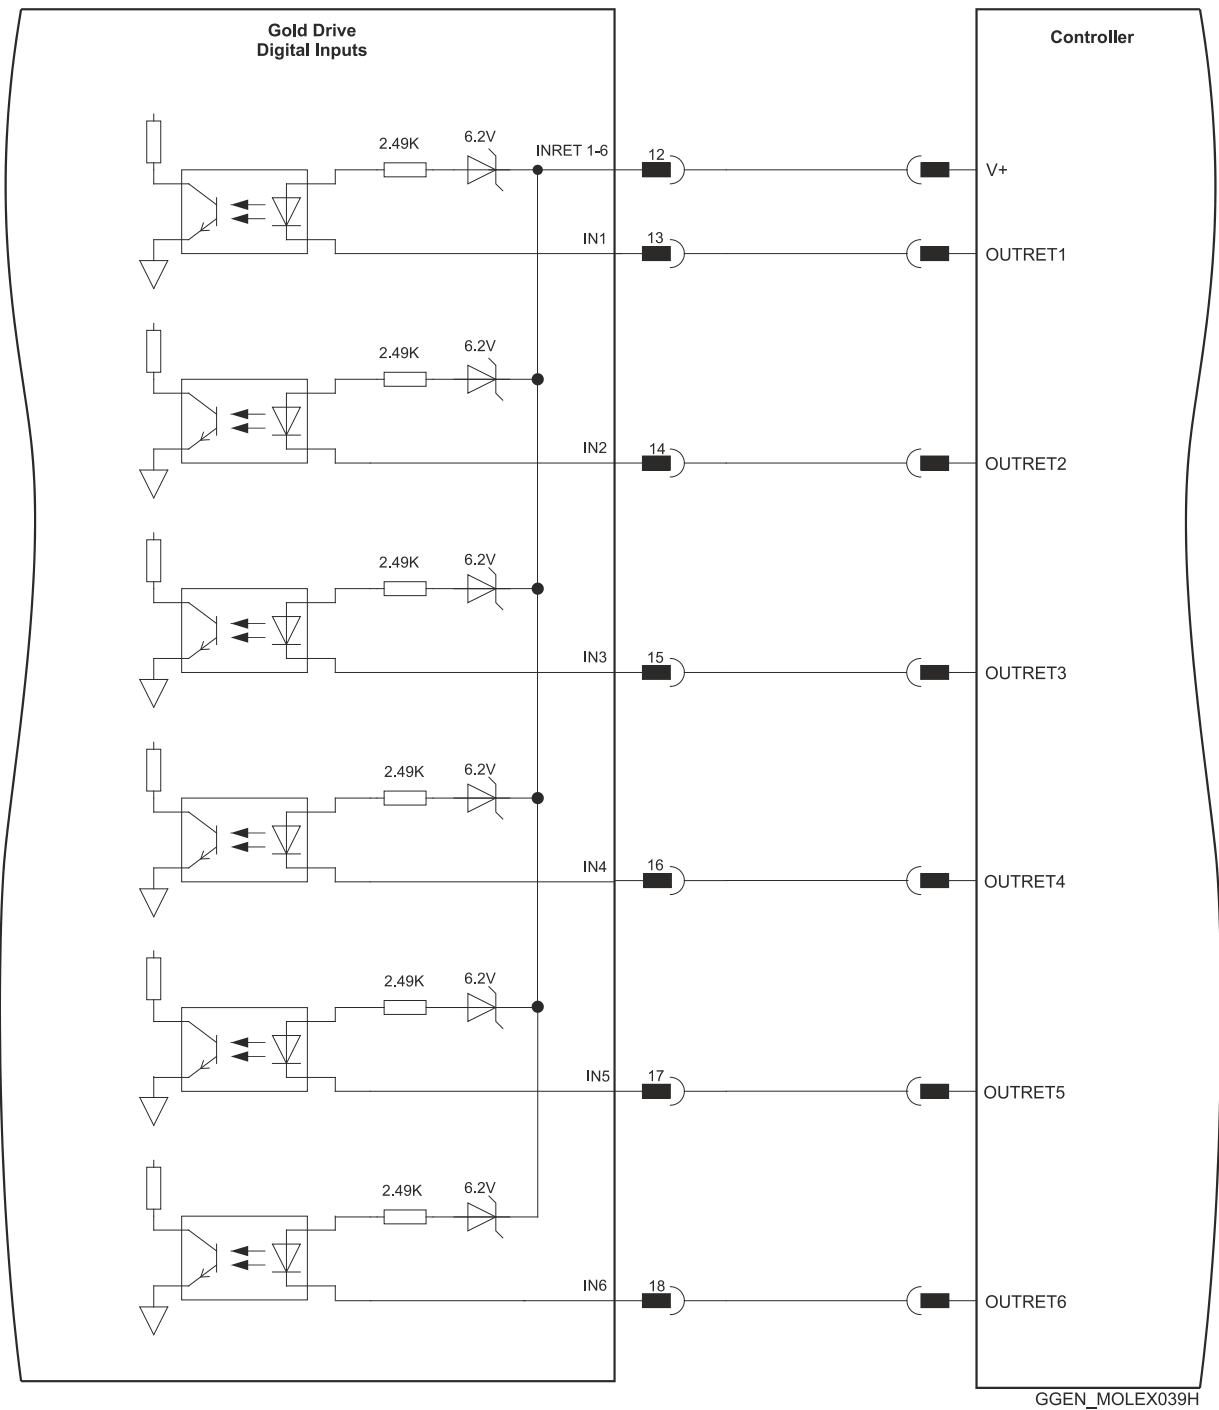 Gold Drive
Digital Inputs
Controller
2.49K
6.2V
INRET 1-6
12
V+
IN1
13
OUTRET1
2.49K
6.2V
IN2
14
OUTRET2
2.49K
6.2V
IN3
15
OUTRET3
2.49K
6.2V
IN4
16
OUTRET4
2.49K
6.2V
IN5
17
OUTRET5
2.49K
6.2V
IN6
18
OUTRET6
GGEN_MOLEX039H